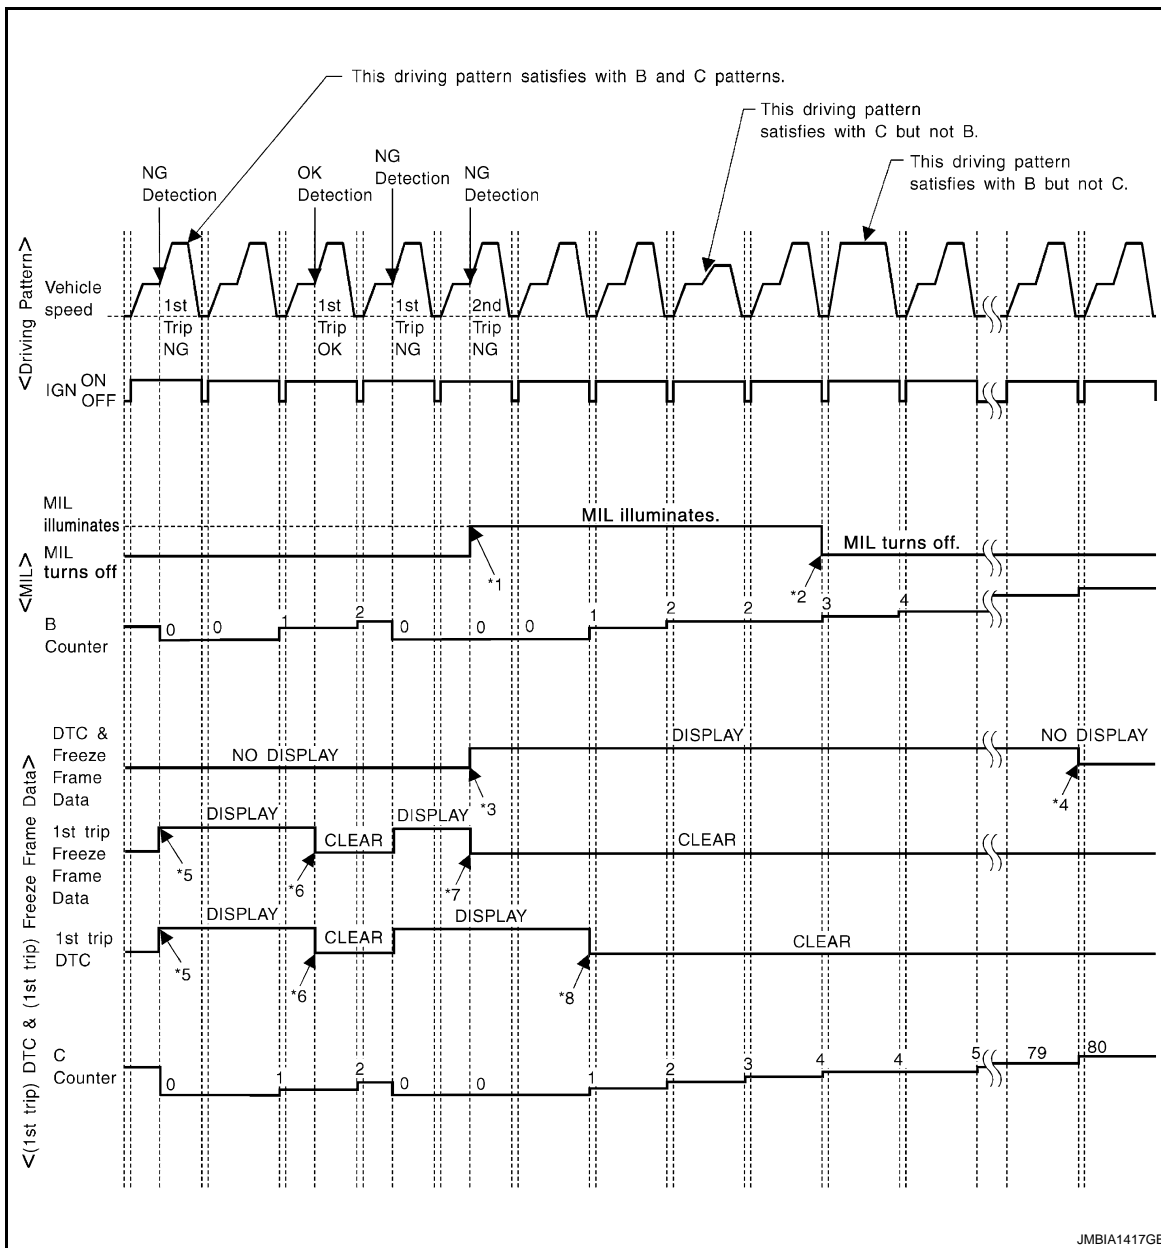 This driving pattern satisfies with B and C patterns.
This driving pattern
satisfies with C but not B.
This driving pattern
satisfies with B but not C.
NG
Detection
OK
Detection
NG
Detection
NG
Detection
<Driving Pattern>
Vehicle
speed
1st
Trip
NG
1st
Trip
OK
1st
Trip
NG
2nd
Trip
NG
IGN ON
OFF
<MIL>
MIL
illuminates
MIL
turns off
MIL illuminates.
MIL turns off.
*1
*2
B
Counter
0 0 1 2 0 0 0 1 2 2 3 4
<(1st trip) DTC & (1st trip) Freeze Frame Data>
DTC &
Freeze
Frame
Data
NO DISPLAY
DISPLAY
NO DISPLAY
*3
*4
1st trip
Freeze
Frame
Data
DISPLAY
CLEAR
DISPLAY
CLEAR
*5
*6
*7
1st trip
DTC
DISPLAY
CLEAR
DISPLAY
CLEAR
*5
*6
*8
C
Counter
0 1 2 0 0 1 2 3 4 4 5 79 80
JMBIA1417GB